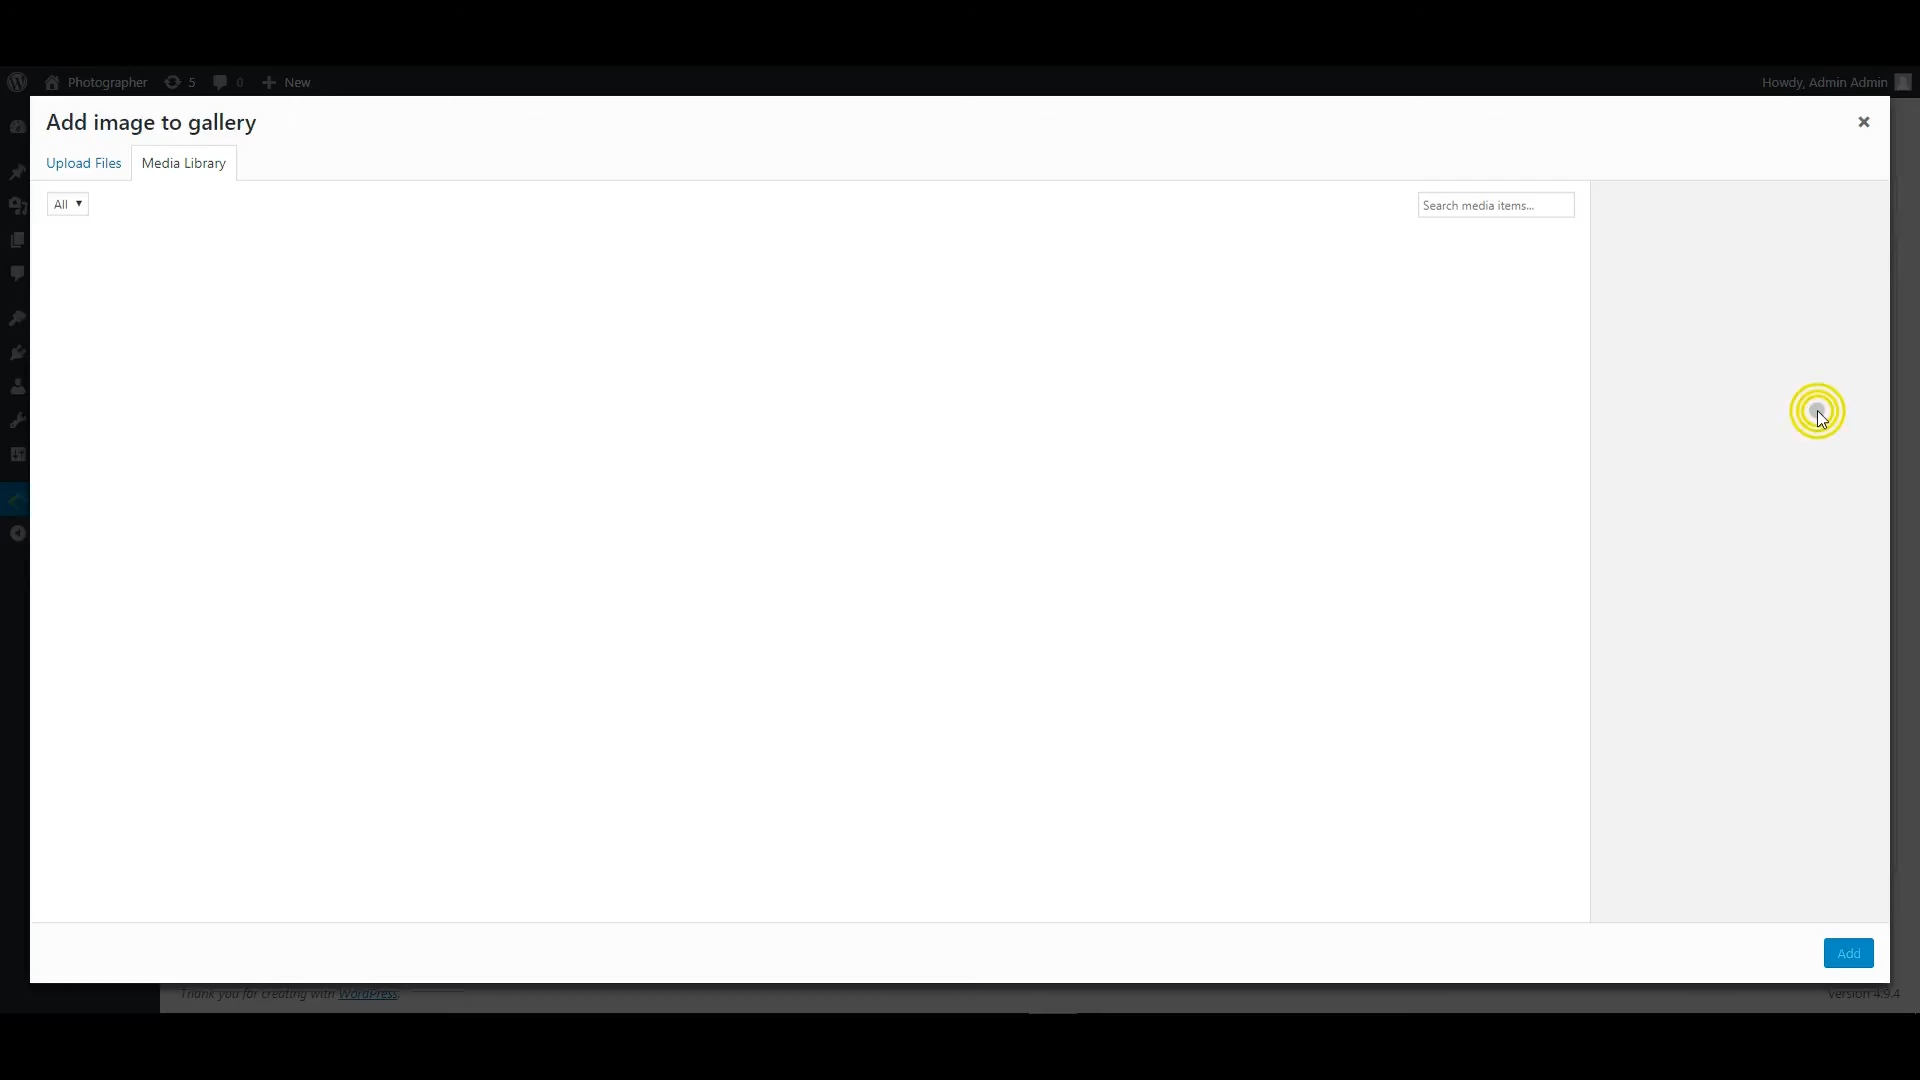 Photographer 5 0 New Howdy, Admin Admin
Add image to gallery
Upload Files Media Library
All Search media items...
Add
Thank you for creating with WordPress.
Version 4.9.4